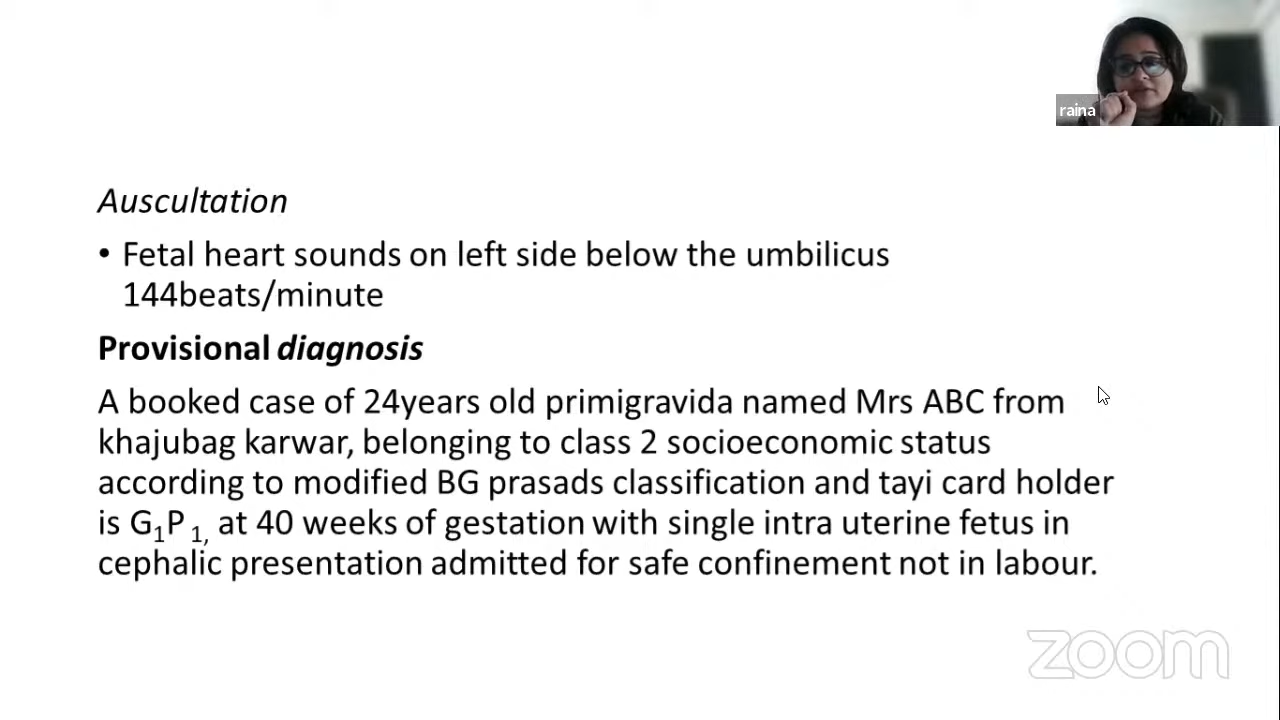 raina
Auscultation
• Fetal heart sounds on left side below the umbilicus
144beats/minute
Provisional diagnosis
A booked case of 24years old primigravida named Mrs ABC from
khajubag karwar, belonging to class 2 socioeconomic status
according to modified BG prasads classification and tayi card holder
is G₁P ₁, at 40 weeks of gestation with single intra uterine fetus in
cephalic presentation admitted for safe confinement not in labour.
zoom